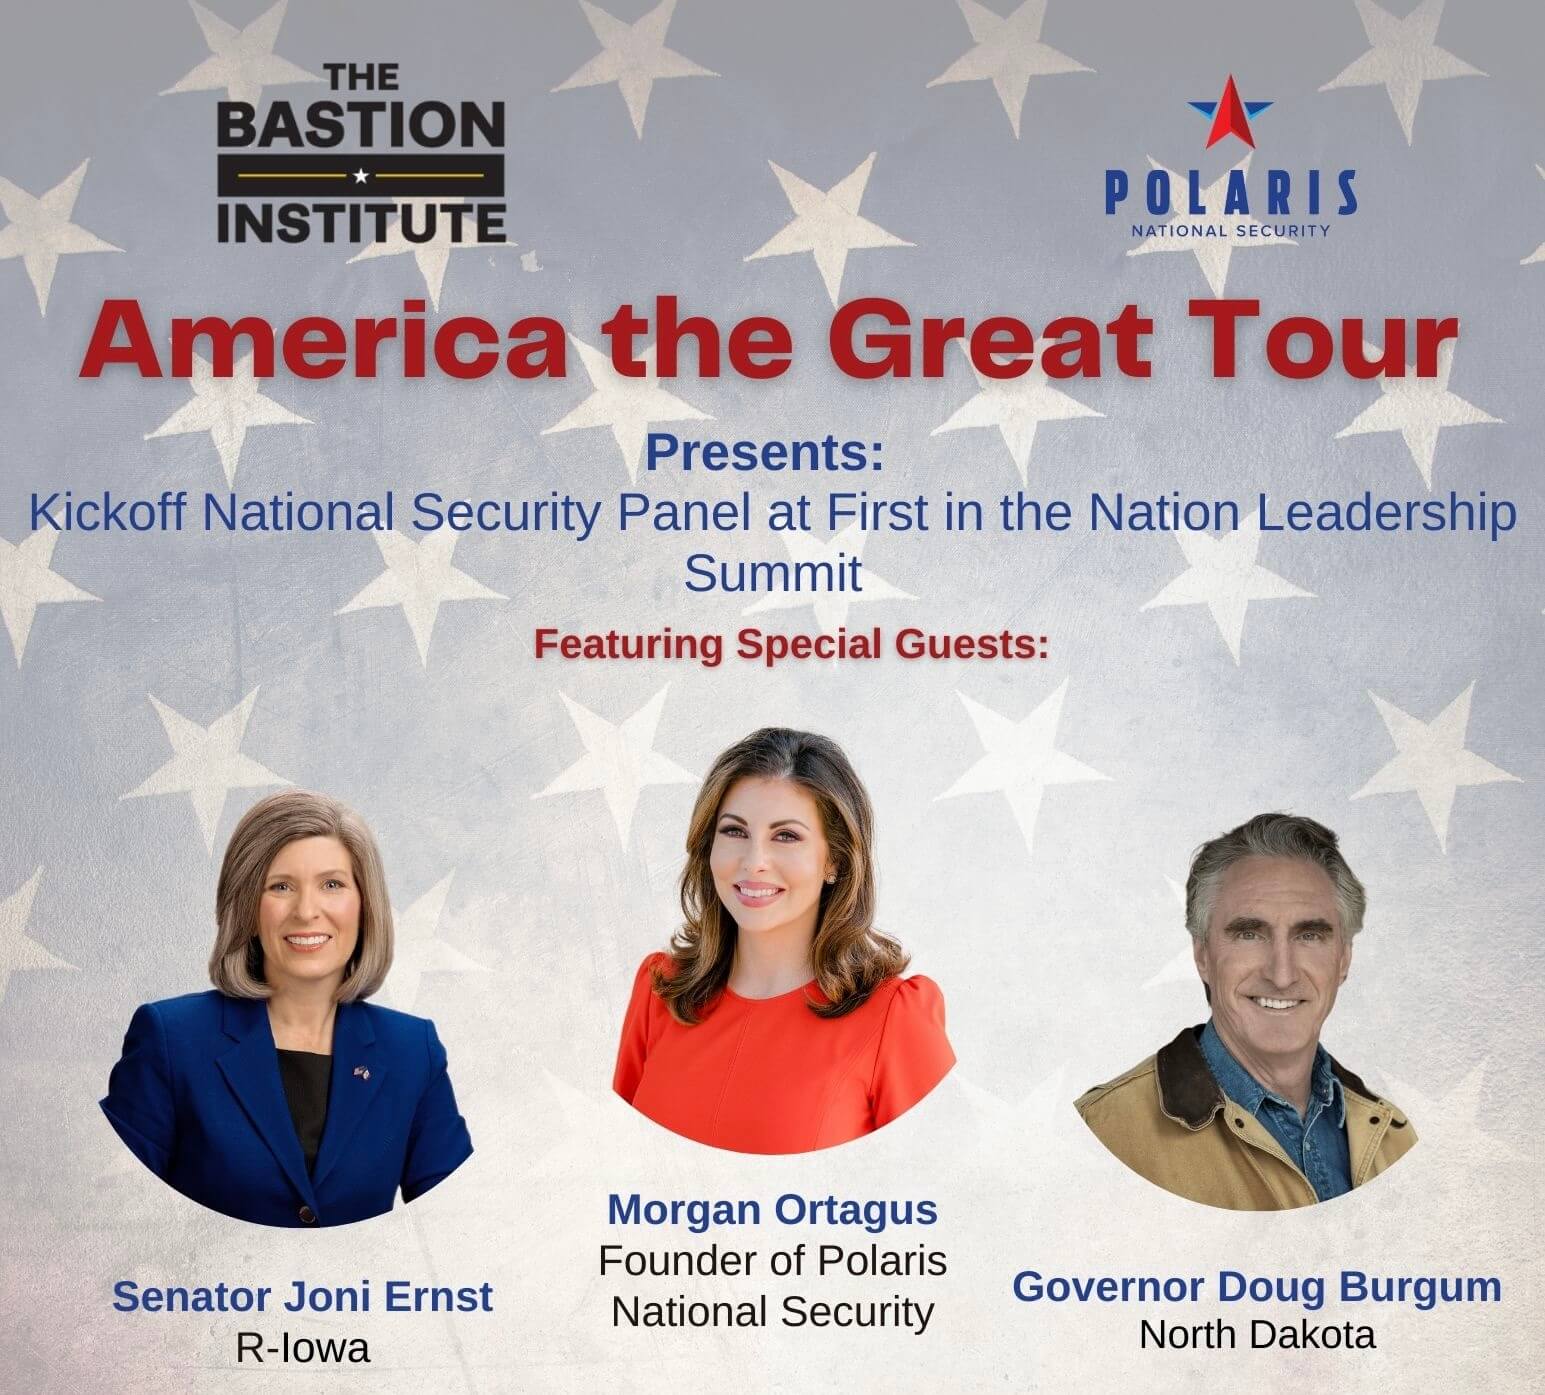 THE
BASTION
INSTITUTE
POLARIS
NATIONAL SECURITY
America the Great Tour
Presents:
Kickoff National Security Panel at First in the Nation Leadership
Summit
Featuring Special Guests:
Senator Joni Ernst
R-Iowa
Morgan Ortagus
Founder of Polaris
National Security
Governor Doug Burgum
North Dakota